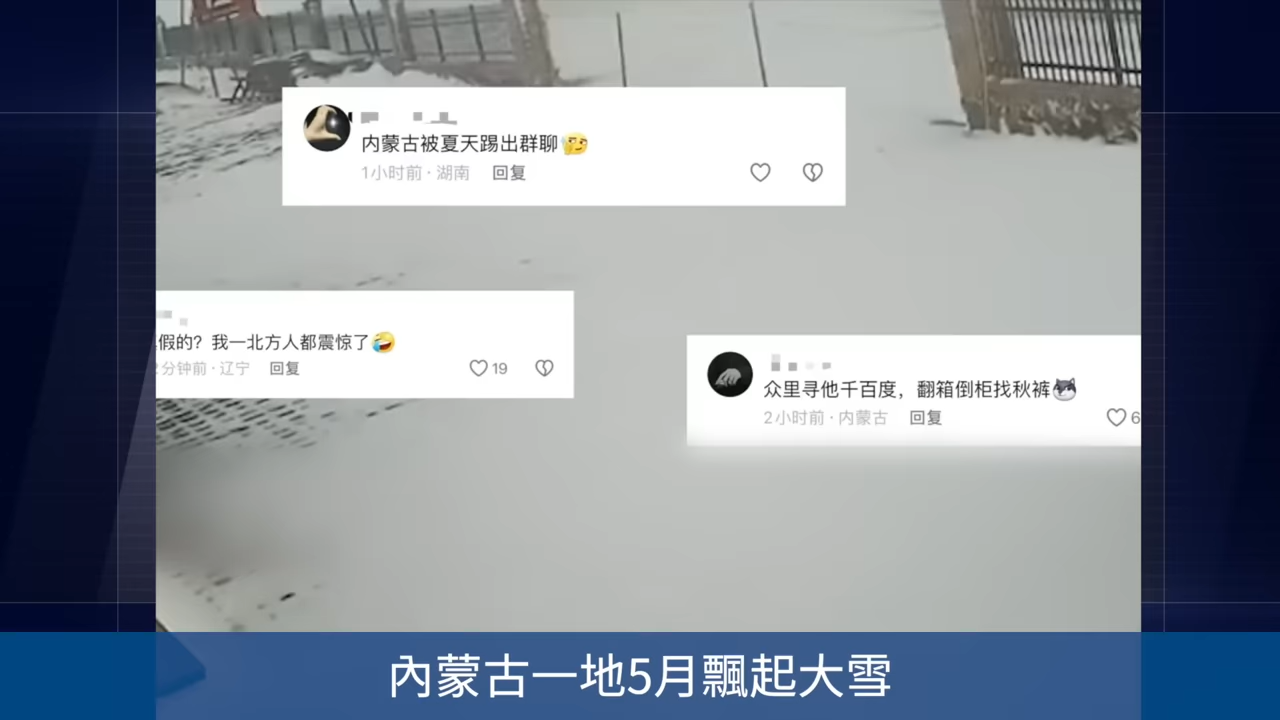 内蒙古被夏天踢出群聊🤔
1小时前·湖南 回复
假的？我一北方人都震惊了🤣
分钟前·辽宁 回复 19
众里寻他千百度，翻箱倒柜找秋裤
2小时前·内蒙古 回复 6
內蒙古一地5月飄起大雪